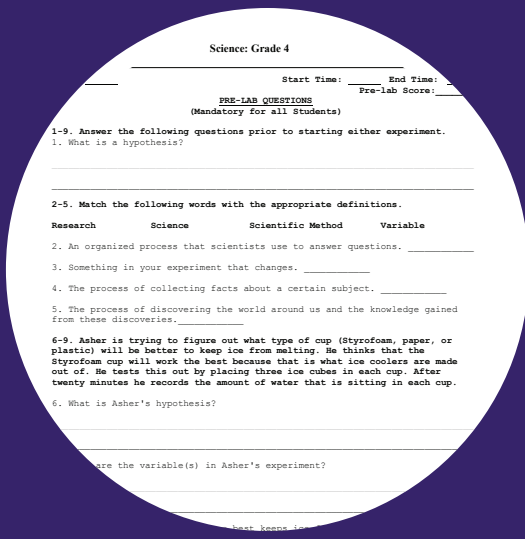 Science: Grade 4
Start Time: ______ End Time:
Pre-lab Score:
PRE-LAB QUESTIONS
(Mandatory for all Students)
1-9. Answer the following questions prior to starting either experiment.
1. What is a hypothesis?
2-5. Match the following words with the appropriate definitions.
Research Science Scientific Method Variable
2. An organized process that scientists use to answer questions. ____________
3. Something in your experiment that changes. ____________
4. The process of collecting facts about a certain subject. ____________
5. The process of discovering the world around us and the knowledge gained
from these discoveries.____________
6-9. Asher is trying to figure out what type of cup (Styrofoam, paper, or
plastic) will be better to keep ice from melting. He thinks that the
Styrofoam cup will work the best because that is what ice coolers are made
out of. He tests this out by placing three ice cubes in each cup. After
twenty minutes he records the amount of water that is sitting in each cup.
6. What is Asher's hypothesis?
are the variable(s) in Asher's experiment?
best keeps ice